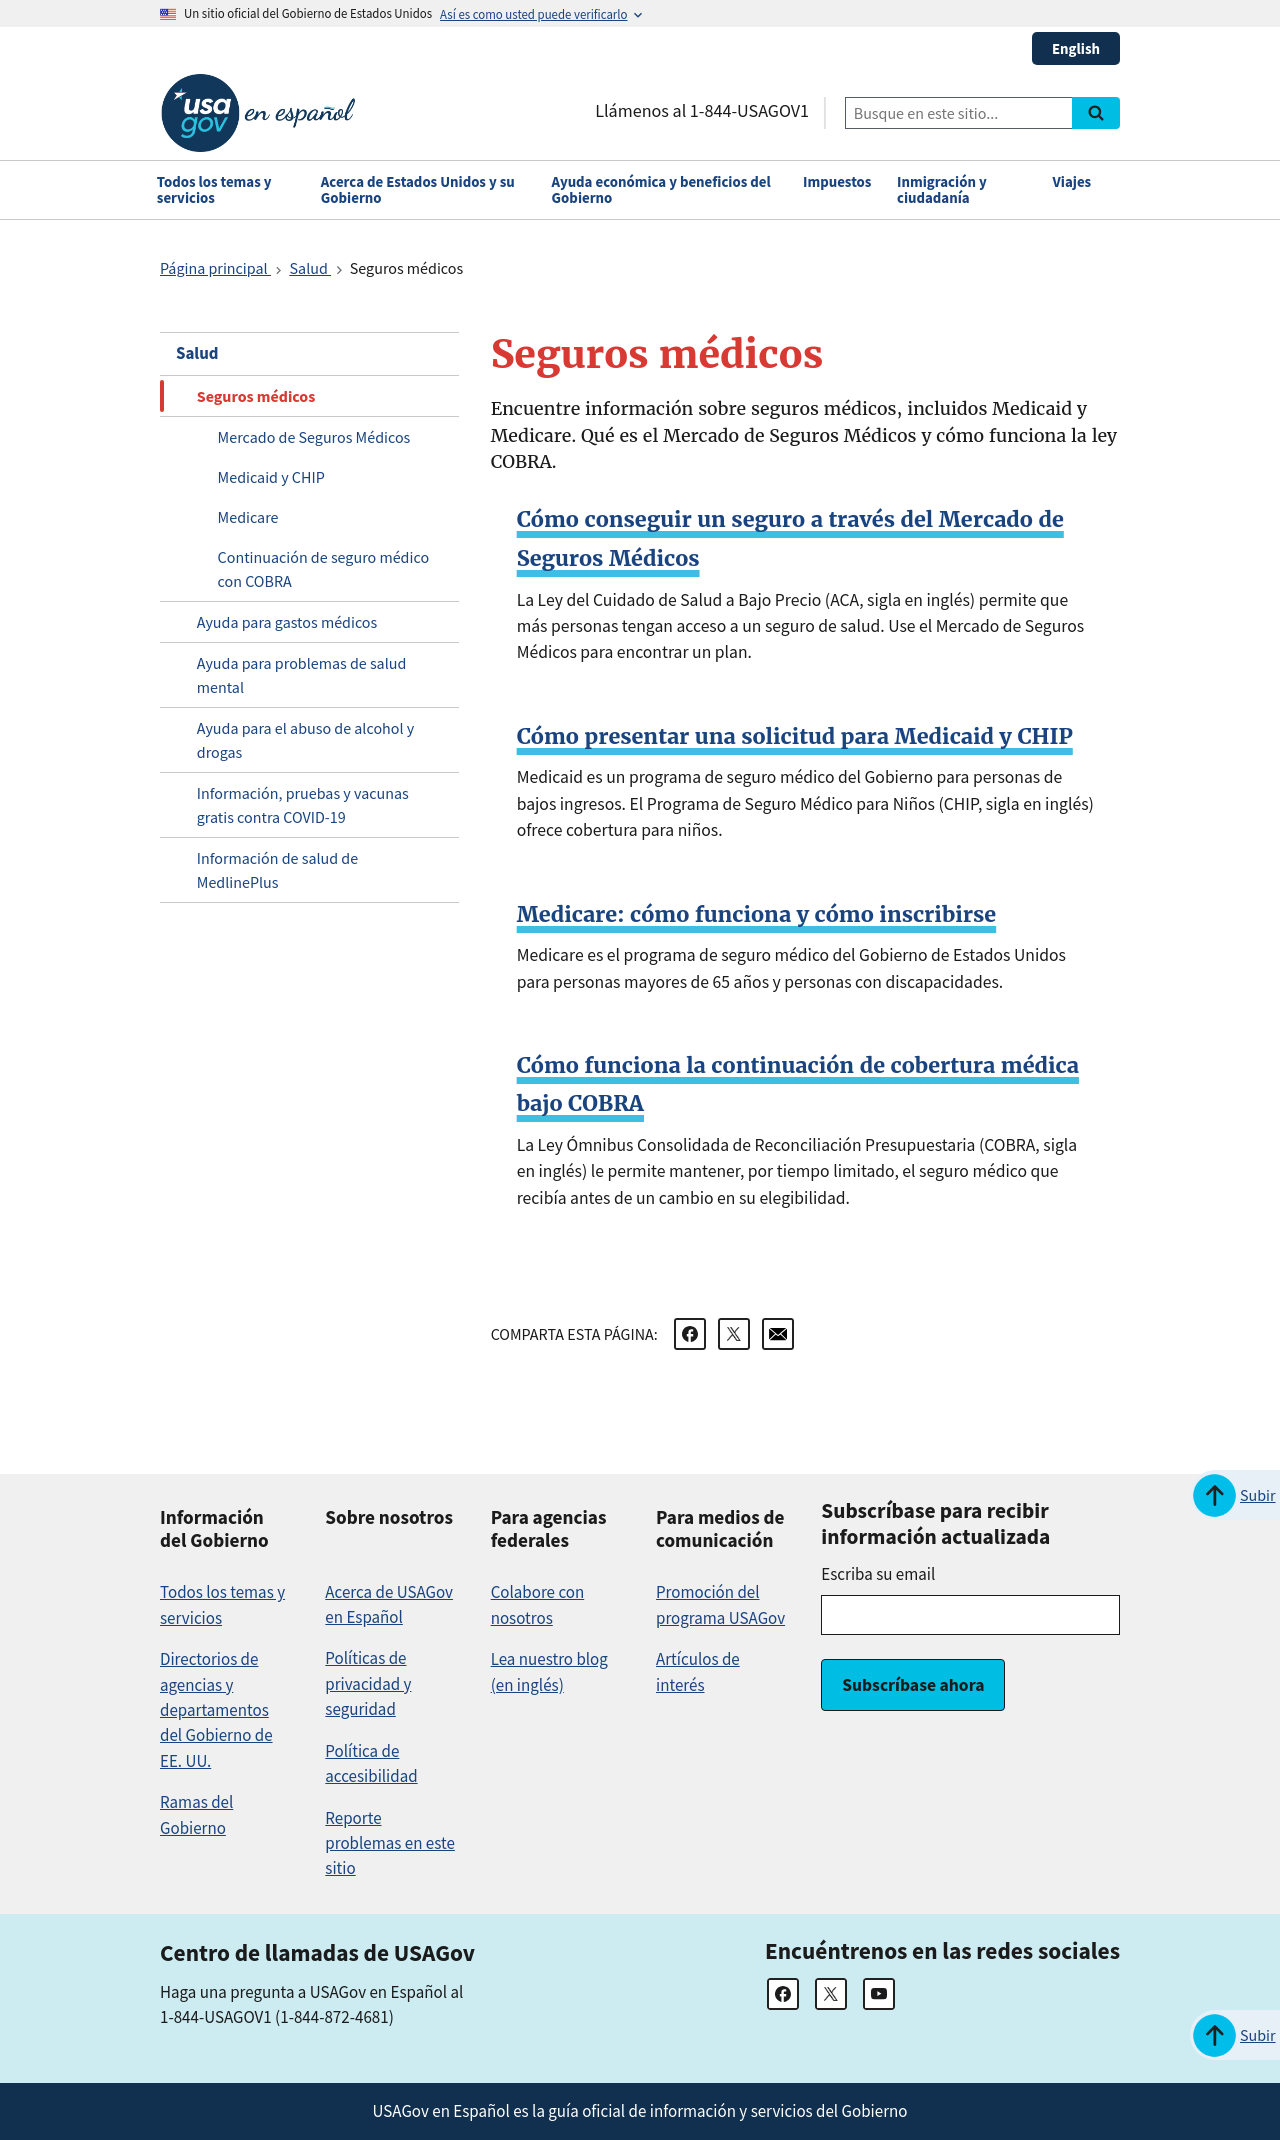 Un sitio oficial del Gobierno de Estados Unidos Así es como usted puede verificarlo
English
usa gov en español
Llámenos al 1-844-USAGOV1
Busque en este sitio...
Todos los temas y servicios
Acerca de Estados Unidos y su Gobierno
Ayuda económica y beneficios del Gobierno
Impuestos
Inmigración y ciudadanía
Viajes
Página principal
Salud
Seguros médicos
Salud
Seguros médicos
Mercado de Seguros Médicos
Medicaid y CHIP
Medicare
Continuación de seguro médico
con COBRA
Ayuda para gastos médicos
Ayuda para problemas de salud
mental
Ayuda para el abuso de alcohol y
drogas
Información, pruebas y vacunas
gratis contra COVID-19
Información de salud de
MedlinePlus
Seguros médicos
Encuentre información sobre seguros médicos, incluidos Medicaid y
Medicare. Qué es el Mercado de Seguros Médicos y cómo funciona la ley
COBRA.
Cómo conseguir un seguro a través del Mercado de
Seguros Médicos
La Ley del Cuidado de Salud a Bajo Precio (ACA, sigla en inglés) permite que
más personas tengan acceso a un seguro de salud. Use el Mercado de Seguros
Médicos para encontrar un plan.
Cómo presentar una solicitud para Medicaid y CHIP
Medicaid es un programa de seguro médico del Gobierno para personas de
bajos ingresos. El Programa de Seguro Médico para Niños (CHIP, sigla en inglés)
ofrece cobertura para niños.
Medicare: cómo funciona y cómo inscribirse
Medicare es el programa de seguro médico del Gobierno de Estados Unidos
para personas mayores de 65 años y personas con discapacidades.
Cómo funciona la continuación de cobertura médica
bajo COBRA
La Ley Ómnibus Consolidada de Reconciliación Presupuestaria (COBRA, sigla
en inglés) le permite mantener, por tiempo limitado, el seguro médico que
recibía antes de un cambio en su elegibilidad.
COMPARTA ESTA PÁGINA:
Subir
Información
del Gobierno
Todos los temas y
servicios
Directorios de
agencias y
departamentos
del Gobierno de
EE. UU.
Ramas del
Gobierno
Sobre nosotros
Acerca de USAGov
en Español
Políticas de
privacidad y
seguridad
Política de
accesibilidad
Reporte
problemas en este
sitio
Para agencias
federales
Colabore con
nosotros
Lea nuestro blog
(en inglés)
Para medios de
comunicación
Promoción del
programa USAGov
Artículos de
interés
Subscríbase para recibir
información actualizada
Escriba su email
Subscríbase ahora
Centro de llamadas de USAGov
Haga una pregunta a USAGov en Español al
1-844-USAGOV1 (1-844-872-4681)
Encuéntrenos en las redes sociales
Subir
USAGov en Español es la guía oficial de información y servicios del Gobierno